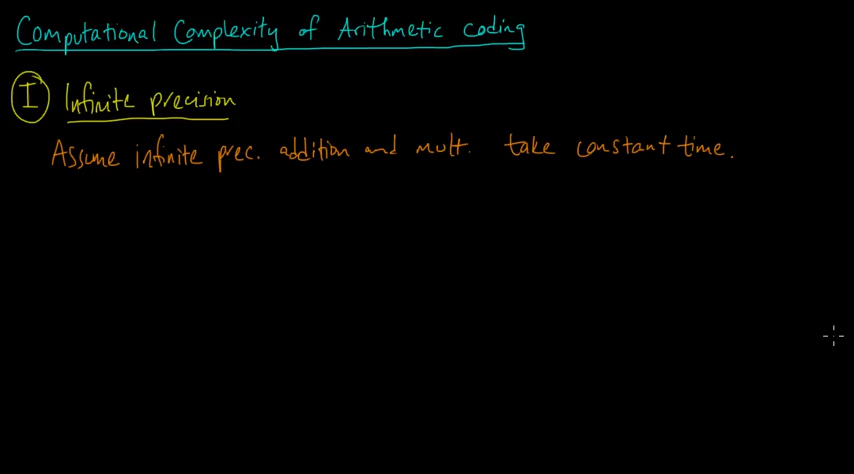 Computational Complexity of Arithmetic coding
I Infinite precision
Assume infinite prec. addition and mult. take constant time.